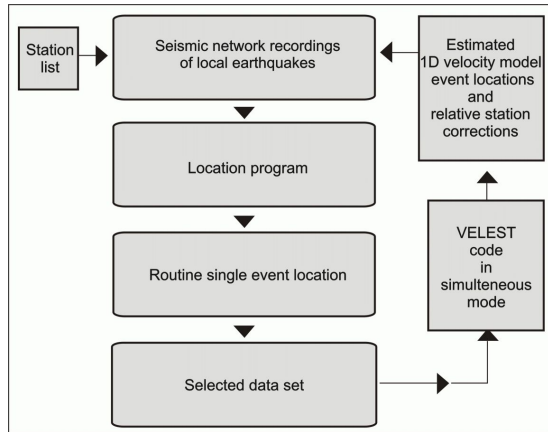 Station
list
Seismic network recordings
of local earthquakes
Estimated
1D velocity model
event locations
and
relative station
corrections
Location program
Routine single event location
VELEST
code
in
simulteneous
mode
Selected data set